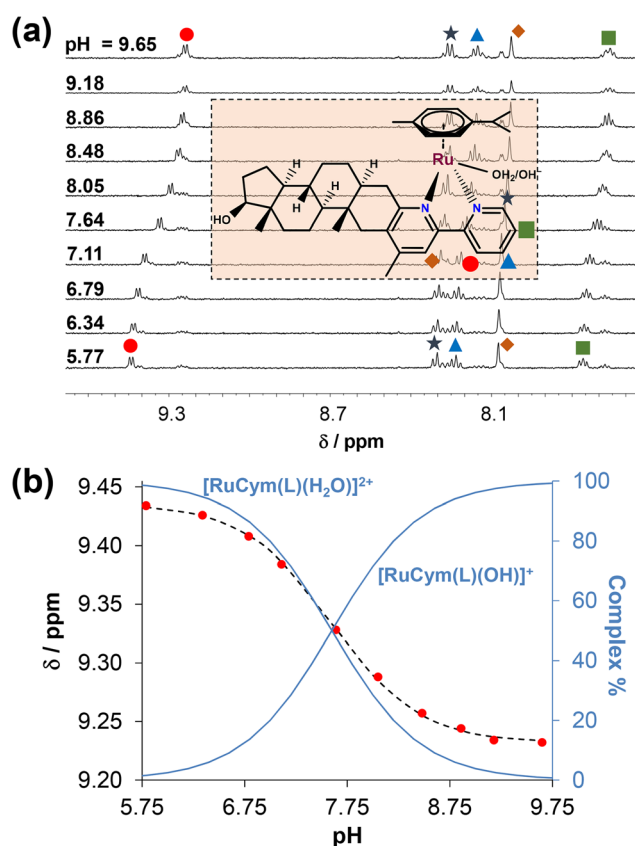 (a)
pH = 9.65
9.18
8.86
8.48
8.05
7.64
7.11
6.79
6.34
5.77
Ru
OH₂/OH⁻
H
H
H
H
N
N
HO
9.3 8.7 8.1
δ / ppm
(b)
[RuCym(L)(H₂O)]²⁺
[RuCym(L)(OH)]⁺
9.45
9.40
9.35
9.30
9.25
9.20
δ / ppm
100
80
60
40
20
0
Complex %
5.75 6.75 7.75 8.75 9.75
pH